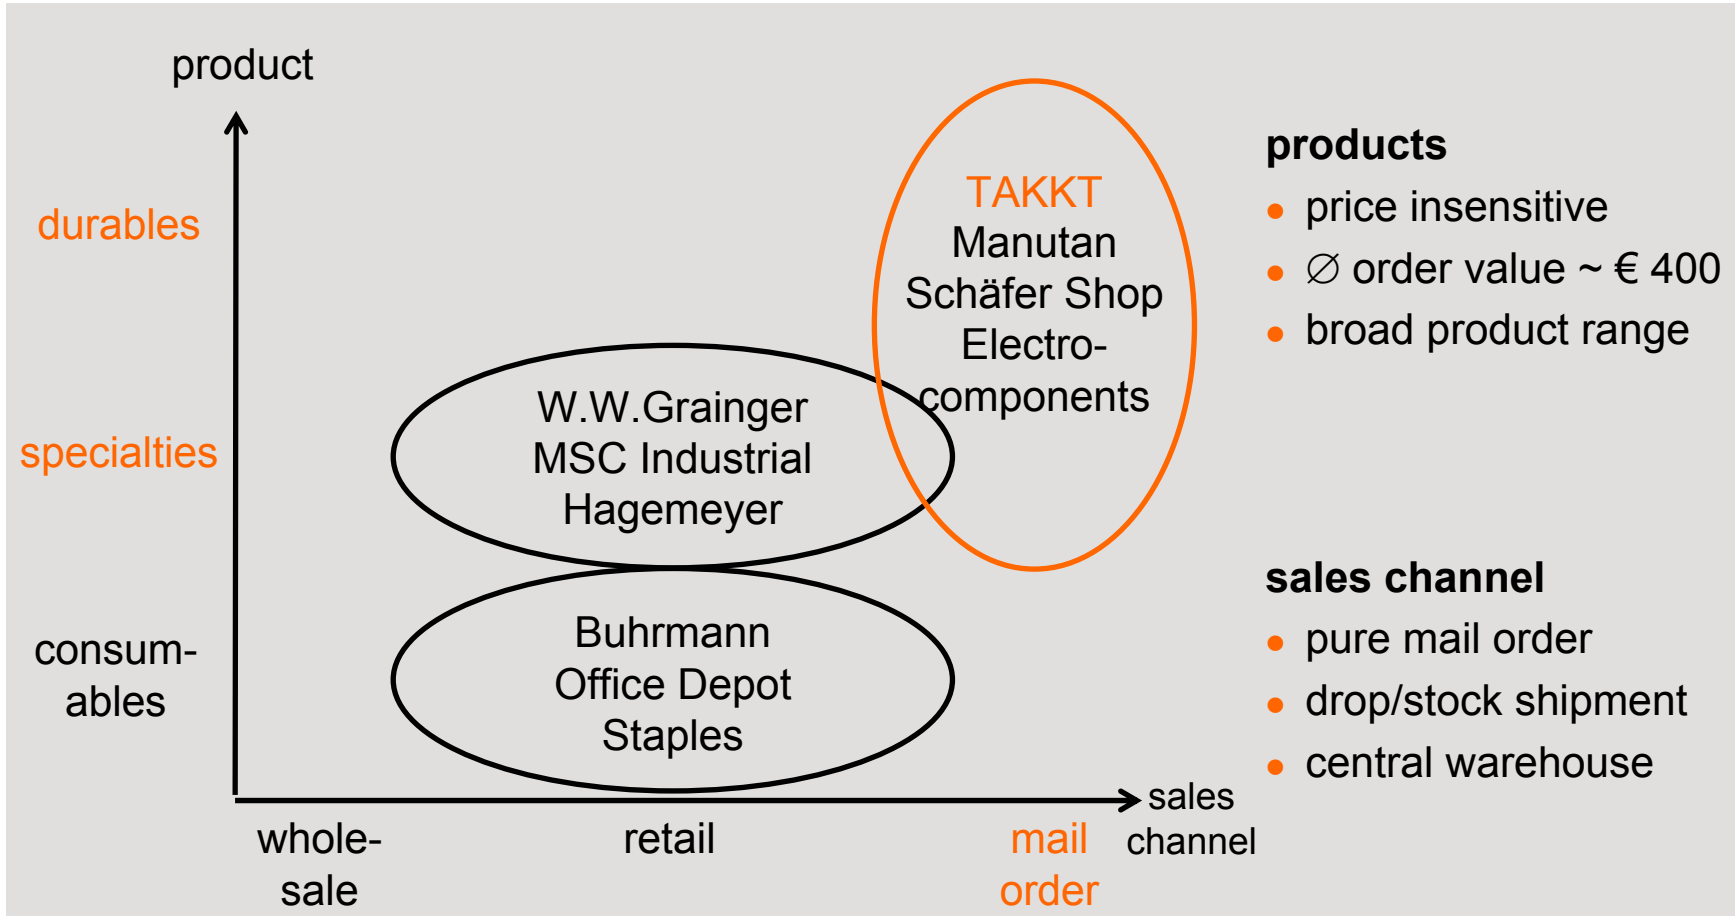 product
durables
specialties
consum-
ables
TAKKT
Manutan
Schäfer Shop
Electro-
components
W.W.Grainger
MSC Industrial
Hagemeyer
Buhrmann
Office Depot
Staples
whole-
sale
retail
mail
order
sales
channel
products
• price insensitive
• ∅ order value ~ € 400
• broad product range
sales channel
• pure mail order
• drop/stock shipment
• central warehouse